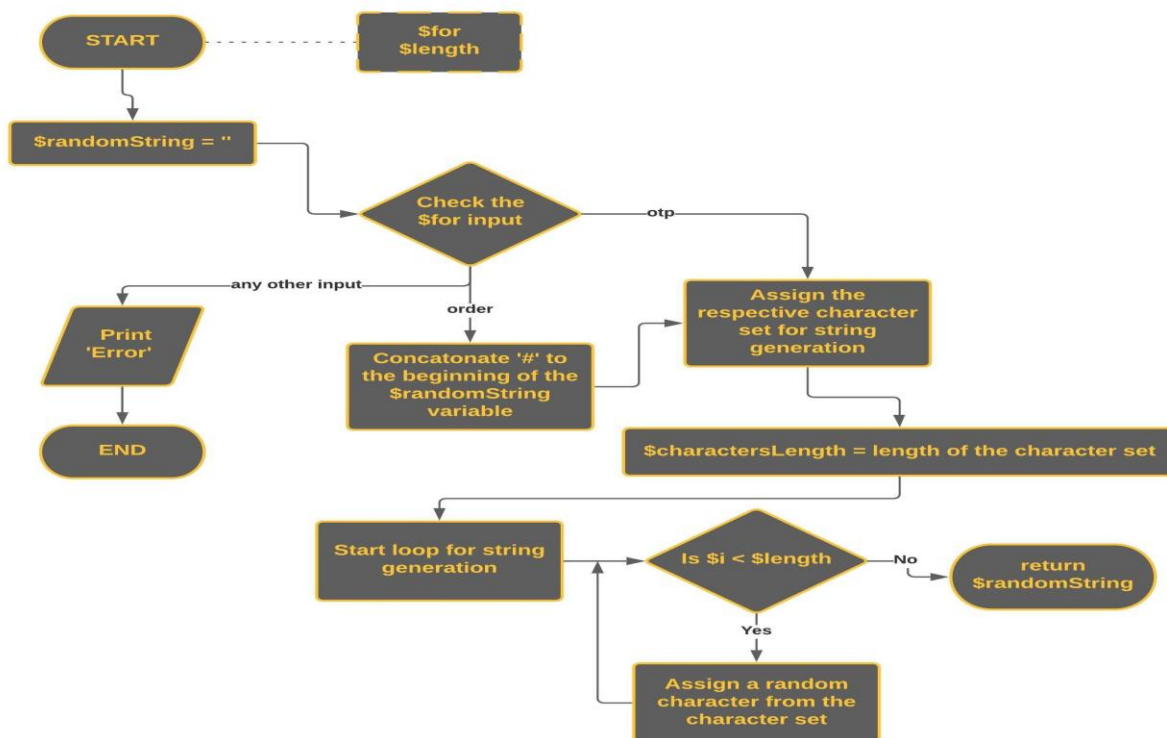 START
$for
$length
$randomString = ''
Check the
$for input
otp
any other input
order
Print
'Error'
END
Concatonate '#' to
the beginning of the
$randomString
variable
Assign the
respective character
set for string
generation
$charactersLength = length of the character set
Start loop for string
generation
Is $i < $length
No
return
$randomString
Yes
Assign a random
character from the
character set